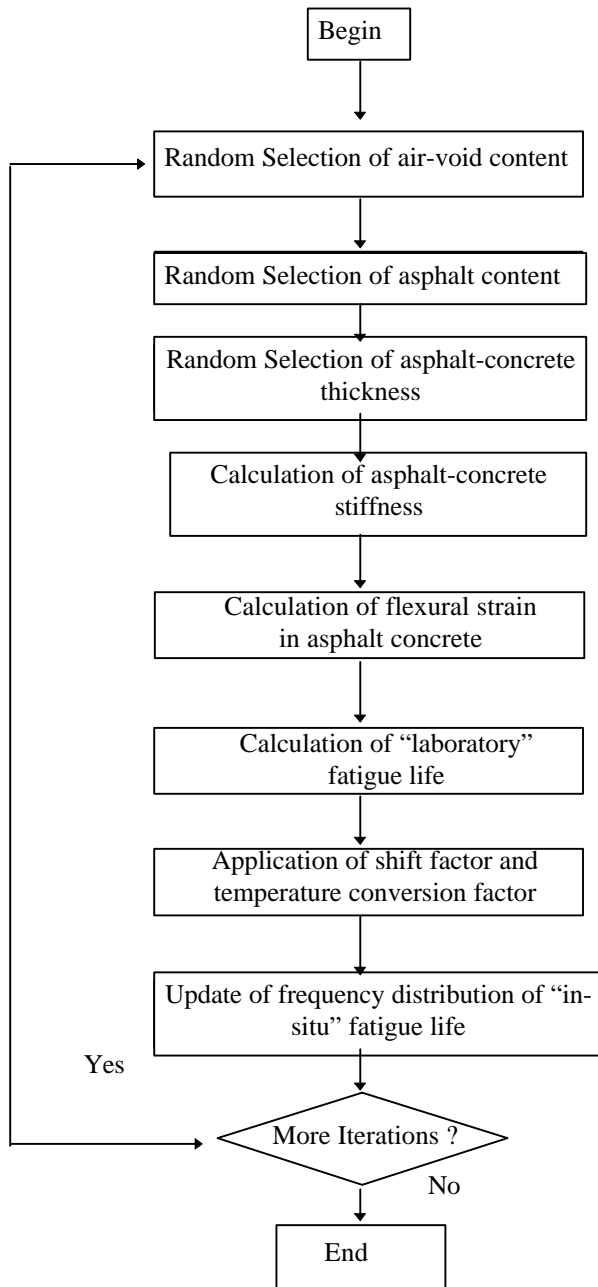 Begin
Random Selection of air-void content
Random Selection of asphalt content
Random Selection of asphalt-concrete
thickness
Calculation of asphalt-concrete
stiffness
Calculation of flexural strain
in asphalt concrete
Calculation of “laboratory”
fatigue life
Application of shift factor and
temperature conversion factor
Update of frequency distribution of “in-
situ” fatigue life
Yes
More Iterations ?
No
End